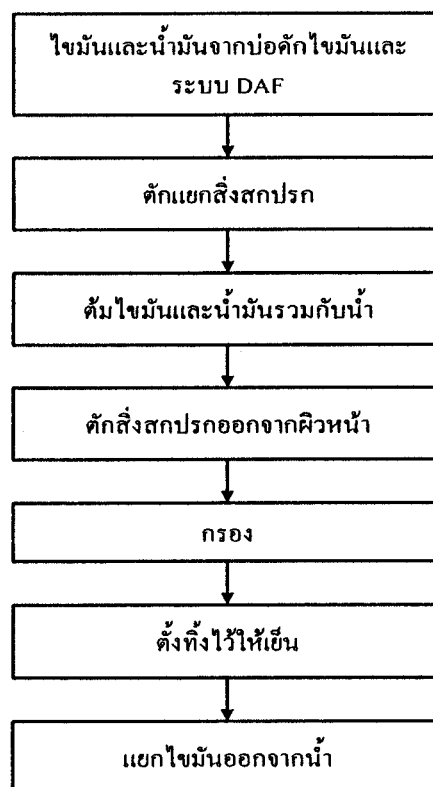 ไขมันและน้ำมันจากบ่อดักไขมันและ
ระบบ DAF
ตักแยกสิ่งสกปรก
ต้มไขมันและน้ำมันรวมกับน้ำ
ตักสิ่งสกปรกออกจากผิวหน้า
กรอง
ตั้งทิ้งไว้ให้เย็น
แยกไขมันออกจากน้ำ